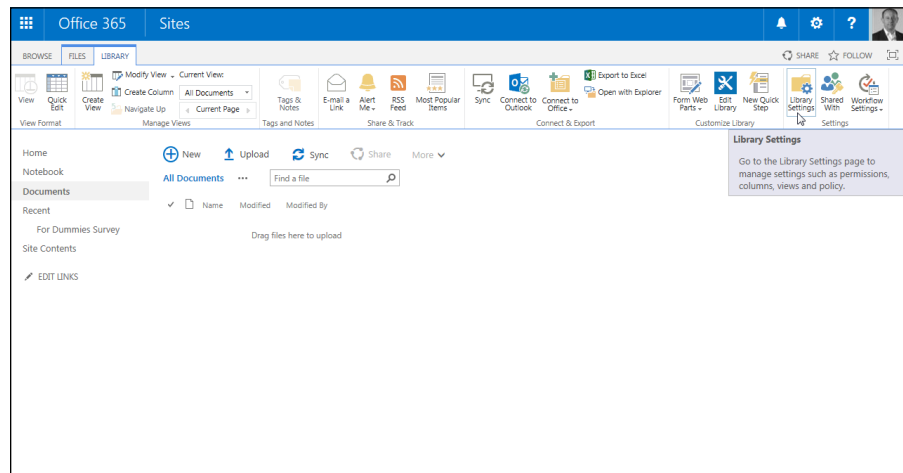 Office 365 Sites ?
BROWSE FILES LIBRARY SHARE FOLLOW
View Quick Edit Create View Modify View Current View: Create Column All Documents Navigate Up Current Page Tags & Notes E-mail a Link Alert Me RSS Feed Most Popular Items Sync Connect to Outlook Connect to Office Export to Excel Open with Explorer Form Web Parts Edit Library New Quick Step Library Settings Shared With Workflow Settings
View Format Manage Views Tags and Notes Share & Track Connect & Export Customize Library Settings
Library Settings
Go to the Library Settings page to
manage settings such as permissions,
columns, views and policy.
Home
Notebook
Documents
Recent
For Dummies Survey
Site Contents
EDIT LINKS
New Upload Sync Share More
All Documents ••• Find a file
Name Modified Modified By
Drag files here to upload